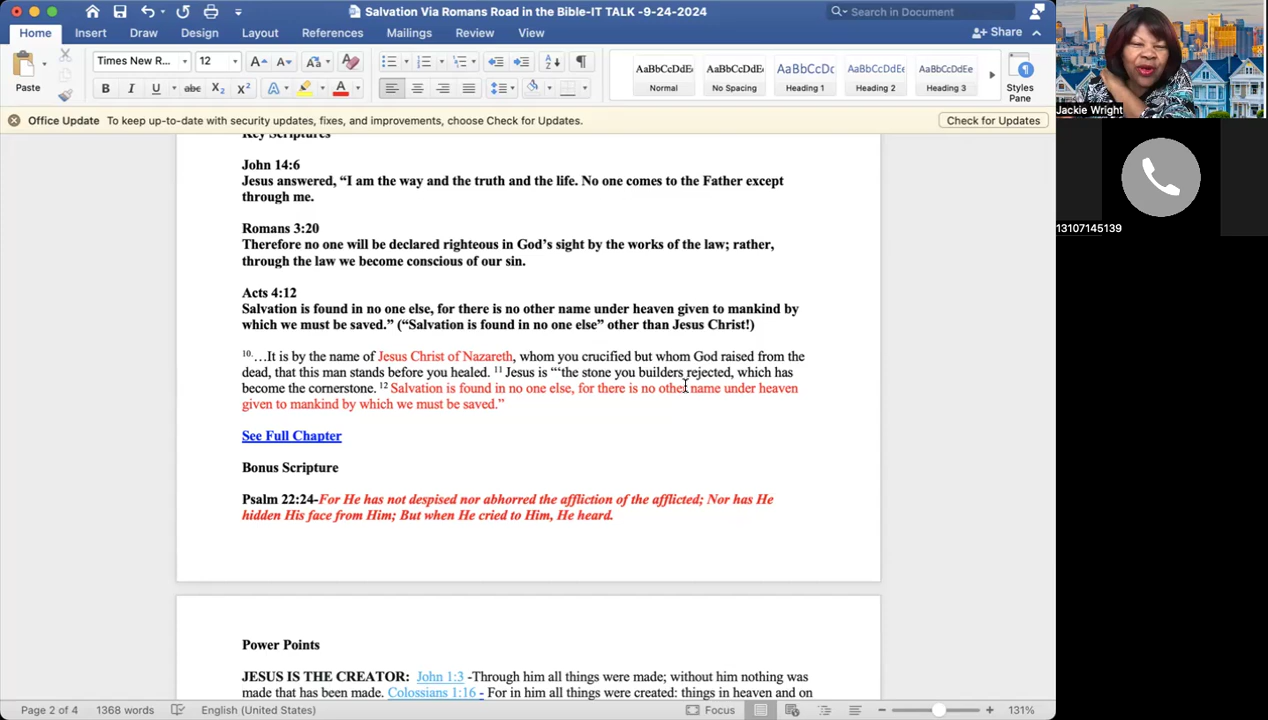 Salvation Via Romans Road in the Bible-IT TALK -9-24-2024
Search in Document
Home Insert Draw Design Layout References Mailings Review View
Share
Paste
Times New R... 12
AaBbCcDdEe AaBbCcDdEe AaBbCcDc AaBbCcDdEe AaBbCcDdEe
Normal No Spacing Heading 1 Heading 2 Heading 3
Styles Pane
Office Update To keep up-to-date with security updates, fixes, and improvements, choose Check for Updates.
Check for Updates
Key Scriptures
John 14:6
Jesus answered, “I am the way and the truth and the life. No one comes to the Father except
through me.
Romans 3:20
Therefore no one will be declared righteous in God’s sight by the works of the law; rather,
through the law we become conscious of our sin.
Acts 4:12
Salvation is found in no one else, for there is no other name under heaven given to mankind by
which we must be saved.” (“Salvation is found in no one else” other than Jesus Christ!)
10 …It is by the name of Jesus Christ of Nazareth, whom you crucified but whom God raised from the
dead, that this man stands before you healed. 11 Jesus is “‘the stone you builders rejected, which has
become the cornerstone. 12 Salvation is found in no one else, for there is no other name under heaven
given to mankind by which we must be saved.”
See Full Chapter
Bonus Scripture
Psalm 22:24-For He has not despised nor abhorred the affliction of the afflicted; Nor has He
hidden His face from Him; But when He cried to Him, He heard.
Power Points
JESUS IS THE CREATOR: John 1:3 -Through him all things were made; without him nothing was
made that has been made. Colossians 1:16 - For in him all things were created: things in heaven and on
Page 2 of 4 1368 words English (United States) Focus 131%
Jackie Wright
13107145139